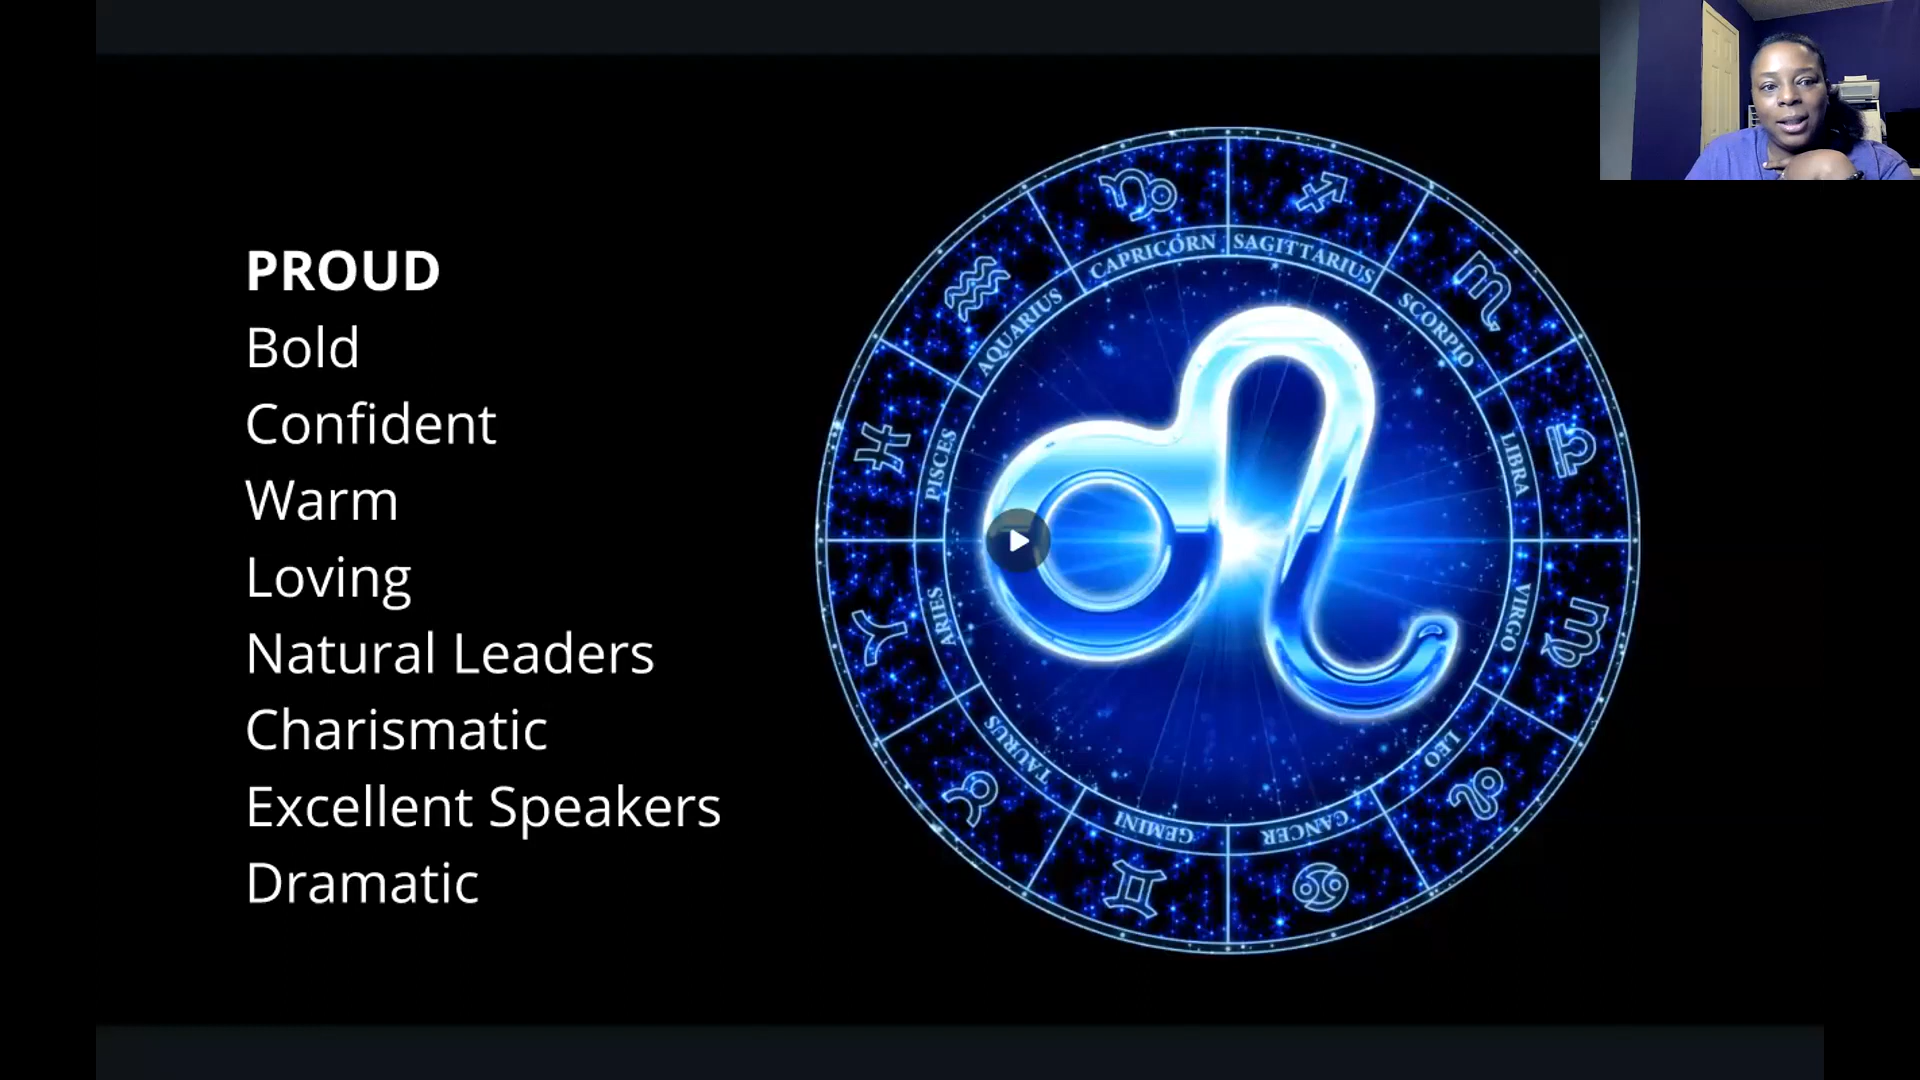 PROUD
Bold
Confident
Warm
Loving
Natural Leaders
Charismatic
Excellent Speakers
Dramatic
CAPRICORN
SAGITTARIUS
SCORPIO
LIBRA
VIRGO
LEO
CANCER
GEMINI
TAURUS
ARIES
PISCES
AQUARIUS